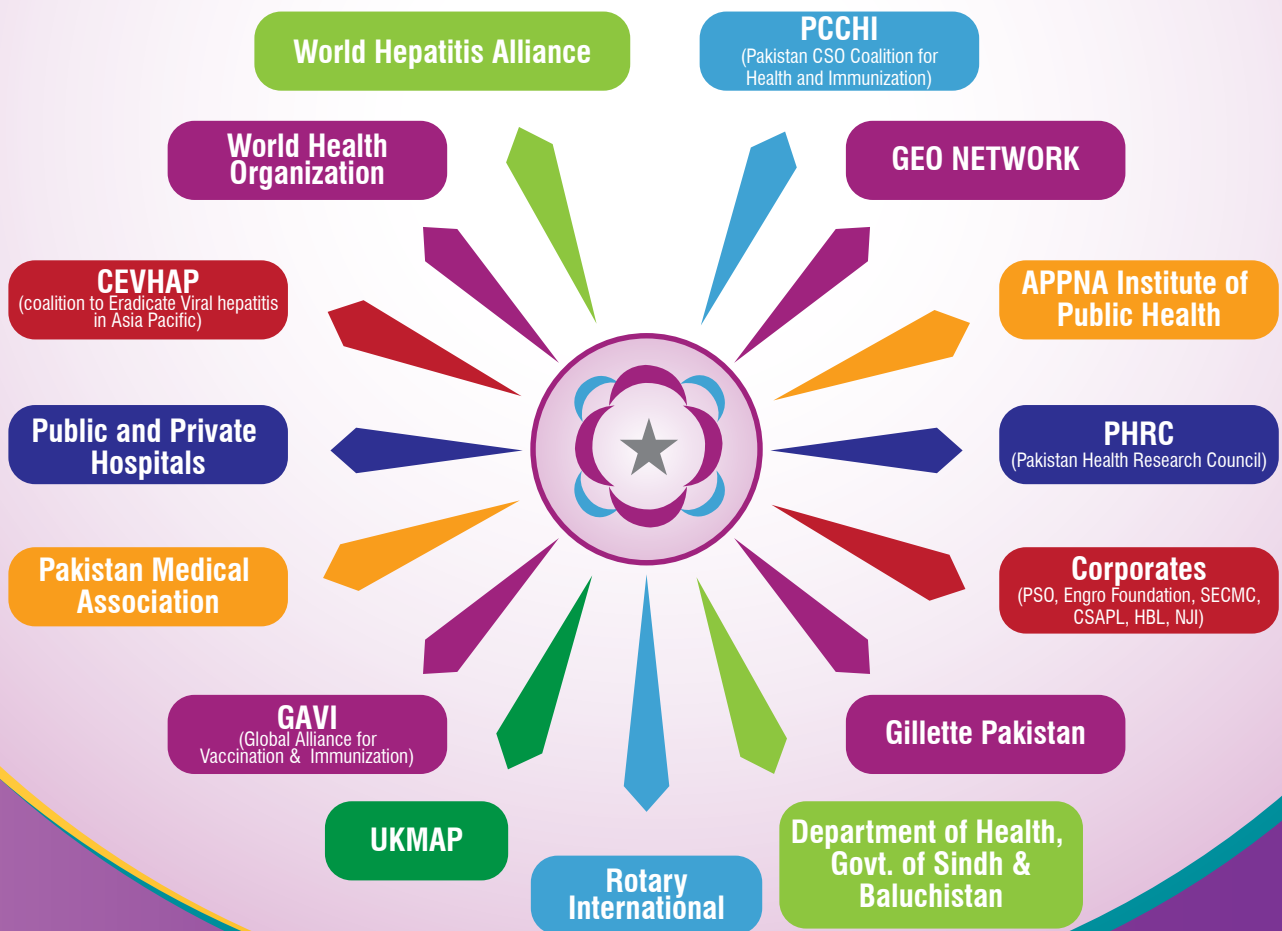 World Hepatitis Alliance
PCCHI
(Pakistan CSO Coalition for
Health and Immunization)
World Health
Organization
GEO NETWORK
CEVHAP
(coalition to Eradicate Viral hepatitis
in Asia Pacific)
APPNA Institute of
Public Health
Public and Private
Hospitals
PHRC
(Pakistan Health Research Council)
Pakistan Medical
Association
Corporates
(PSO, Engro Foundation, SECMC,
CSAPL, HBL, NJI)
GAVI
(Global Alliance for
Vaccination & Immunization)
Gillette Pakistan
UKMAP
Rotary
International
Department of Health,
Govt. of Sindh &
Baluchistan